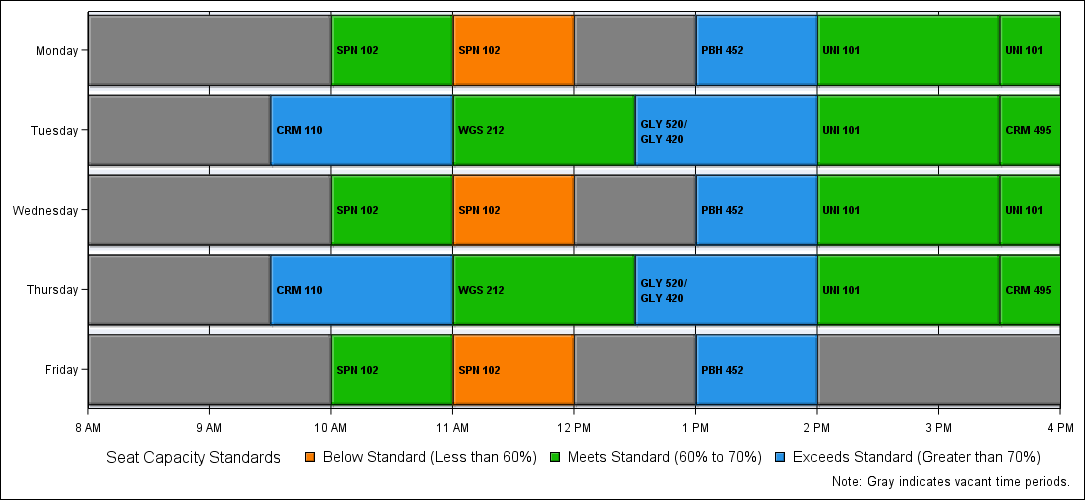 Monday
SPN 102
SPN 102
PBH 452
UNI 101
UNI 101
Tuesday
CRM 110
WGS 212
GLY 520/
GLY 420
UNI 101
CRM 495
Wednesday
SPN 102
SPN 102
PBH 452
UNI 101
UNI 101
Thursday
CRM 110
WGS 212
GLY 520/
GLY 420
UNI 101
CRM 495
Friday
SPN 102
SPN 102
PBH 452
8 AM 9 AM 10 AM 11 AM 12 PM 1 PM 2 PM 3 PM 4 PM
Seat Capacity Standards Below Standard (Less than 60%) Meets Standard (60% to 70%) Exceeds Standard (Greater than 70%)
Note: Gray indicates vacant time periods.